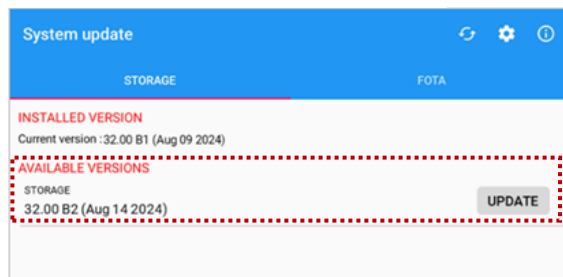 System update
STORAGE FOTA
INSTALLED VERSION
Current version :32.00 B1 (Aug 09 2024)
AVAILABLE VERSIONS
STORAGE
32.00 B2 (Aug 14 2024)
UPDATE